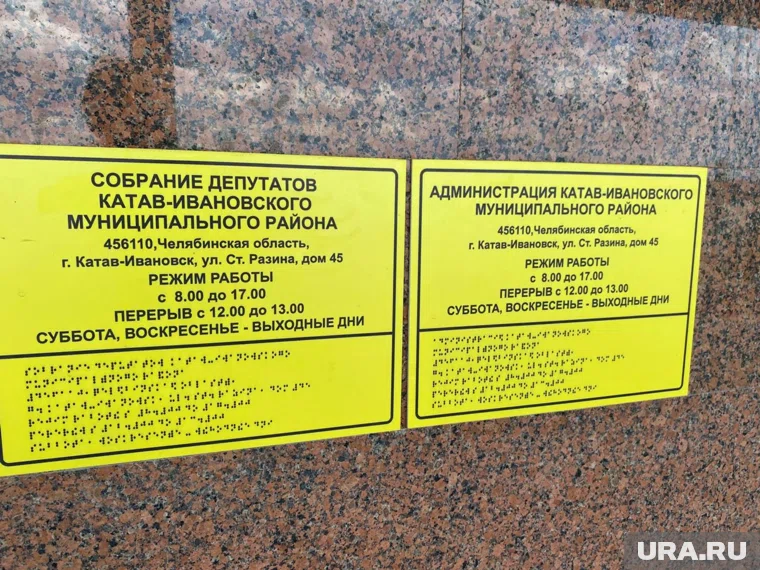 СОБРАНИЕ ДЕПУТАТОВ
КАТАВ-ИВАНОВСКОГО
МУНИЦИПАЛЬНОГО РАЙОНА
456110,Челябинская область,
г. Катав-Ивановск, ул. Ст. Разина, дом 45
РЕЖИМ РАБОТЫ
с 8.00 до 17.00
ПЕРЕРЫВ с 12.00 до 13.00
СУББОТА, ВОСКРЕСЕНЬЕ - ВЫХОДНЫЕ ДНИ
АДМИНИСТРАЦИЯ КАТАВ-ИВАНОВСКОГО
МУНИЦИПАЛЬНОГО РАЙОНА
456110,Челябинская область,
г. Катав-Ивановск, ул. Ст. Разина, дом 45
РЕЖИМ РАБОТЫ
с 8.00 до 17.00
ПЕРЕРЫВ с 12.00 до 13.00
СУББОТА, ВОСКРЕСЕНЬЕ - ВЫХОДНЫЕ ДНИ
URA.RU